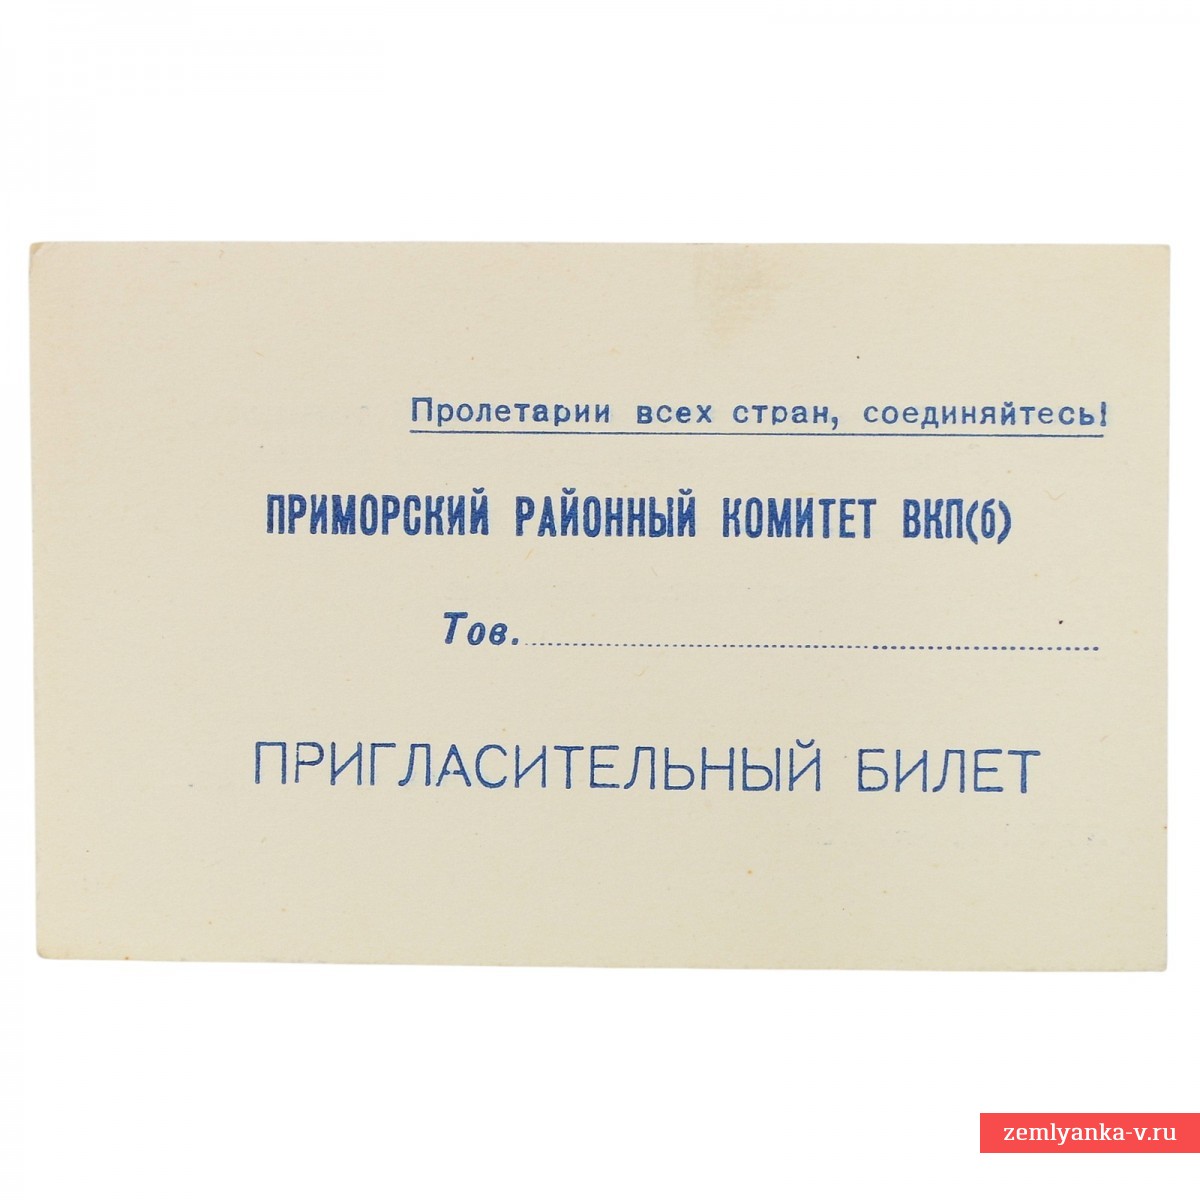 Пролетарии всех стран, соединяйтесь!
ПРИМОРСКИЙ РАЙОННЫЙ КОМИТЕТ ВКП(б)
Тов.
ПРИГЛАСИТЕЛЬНЫЙ БИЛЕТ
zemlyanka-v.ru